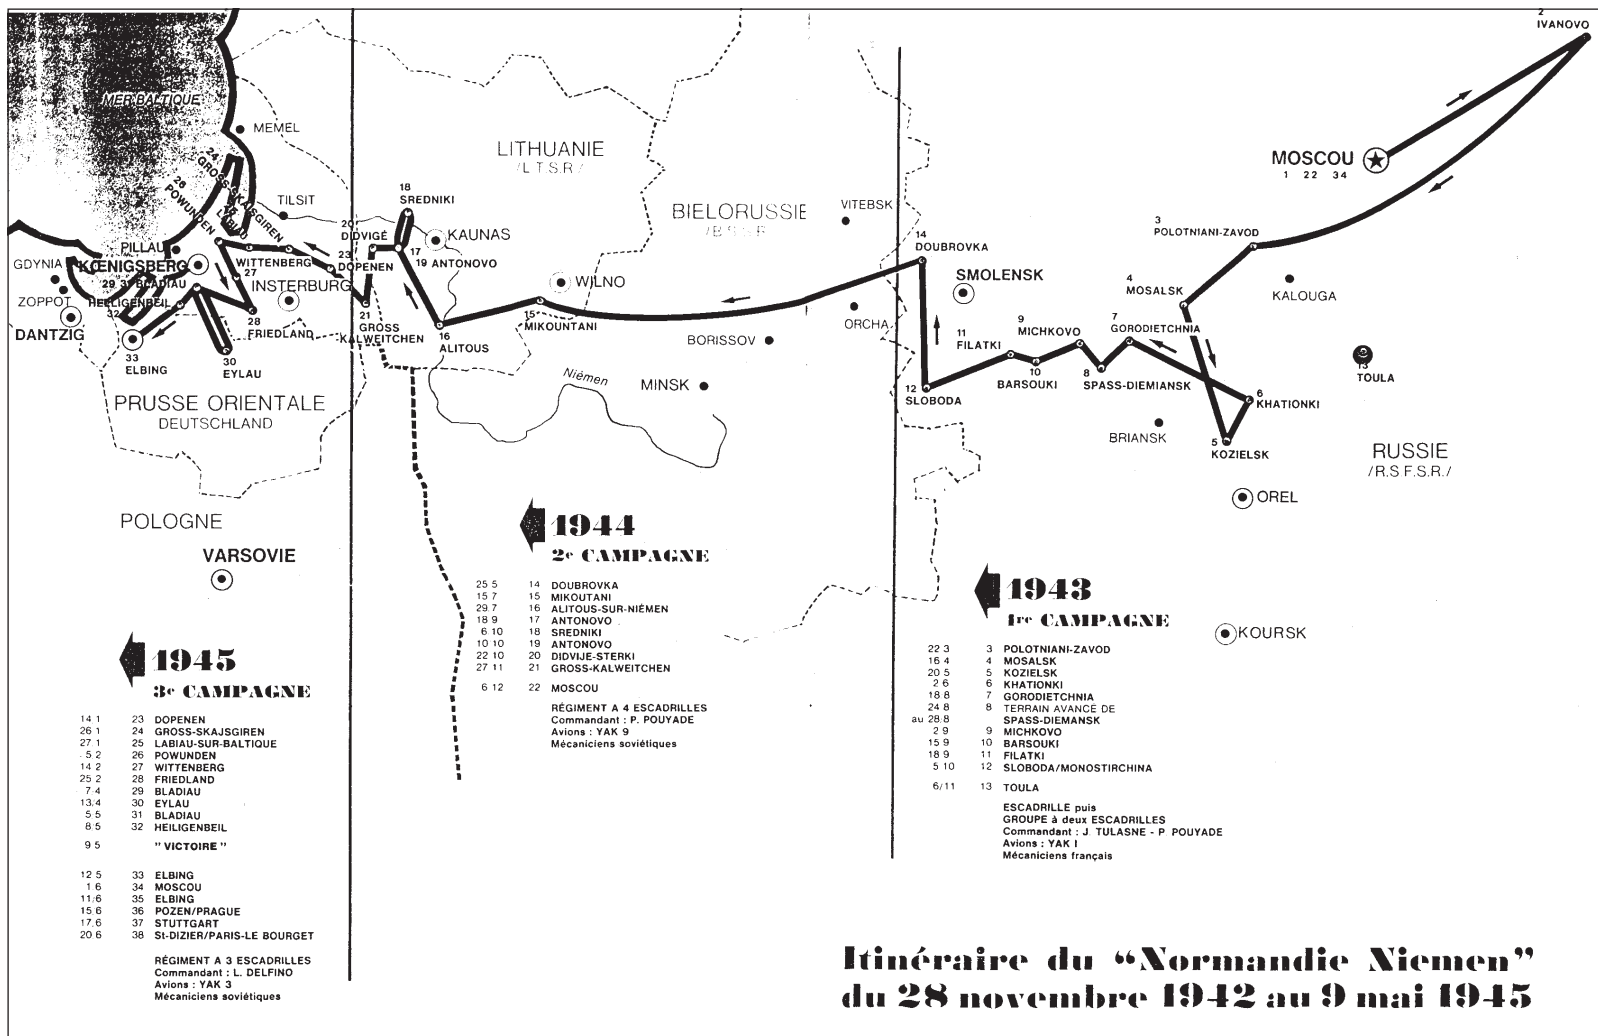 2
IVANOVO
MER BALTIQUE
MEMEL
LITHUANIE
/L.T.S.R./
MOSCOU
1 22 34
24
GROSS-SKAJSGIREN
26
POWUNDEN
25
LABIAU
TILSIT
18
SREDNIKI
BIELORUSSIE
/B.S.S.R.
VITEBSK
3
POLOTNIANI-ZAVOD
20
DIDVIGÉ
KAUNAS
17
19 ANTONOVO
14
DOUBROVKA
PILLAU
GDYNIA
KŒNIGSBERG
WITTENBERG
23
DOPENEN
27
INSTERBURG
SMOLENSK
4
MOSALSK
KALOUGA
WILNO
29 31 BLADIAU
ZOPPOT
HEILIGENBEIL
32
DANTZIG
28
FRIEDLAND
21
GROSS
KALWEITCHEN
15
MIKOUNTANI
16
ALITOUS
ORCHA
BORISSOV
11
FILATKI
9
MICHKOVO
7
GORODIETCHNIA
33
ELBING
30
EYLAU
Niémen
MINSK
12
SLOBODA
10
BARSOUKI
8
SPASS-DIEMIANSK
13
TOULA
6
KHATIONKI
PRUSSE ORIENTALE
DEUTSCHLAND
BRIANSK
5
KOZIELSK
RUSSIE
/R.S F.S.R./
OREL
POLOGNE
VARSOVIE
KOURSK
1944
2e CAMPAGNE
25 5 14 DOUBROVKA
15 7 15 MIKOUTANI
29.7 16 ALITOUS-SUR-NIÉMEN
18 9 17 ANTONOVO
6 10 18 SREDNIKI
10 10 19 ANTONOVO
22 10 20 DIDVIJE-STERKI
27 11 21 GROSS-KALWEITCHEN
6 12 22 MOSCOU
RÉGIMENT A 4 ESCADRILLES
Commandant : P. POUYADE
Avions : YAK 9
Mécaniciens soviétiques
1943
1re CAMPAGNE
22 3 3 POLOTNIANI-ZAVOD
16 4 4 MOSALSK
20 5 5 KOZIELSK
2 6 6 KHATIONKI
18 8 7 GORODIETCHNIA
24 8 8 TERRAIN AVANCÉ DE
au 28.8 SPASS-DIEMANSK
2 9 9 MICHKOVO
15 9 10 BARSOUKI
18 9 11 FILATKI
5 10 12 SLOBODA/MONOSTIRCHINA
6/11 13 TOULA
ESCADRILLE puis
GROUPE à deux ESCADRILLES
Commandant : J. TULASNE - P POUYADE
Avions : YAK I
Mécaniciens français
1945
3e CAMPAGNE
14 1 23 DOPENEN
26 1 24 GROSS-SKAJSGIREN
27.1 25 LABIAU-SUR-BALTIQUE
5.2 26 POWUNDEN
14 2 27 WITTENBERG
25 2 28 FRIEDLAND
7 4 29 BLADIAU
13.4 30 EYLAU
5 5 31 BLADIAU
8 5 32 HEILIGENBEIL
9 5 "VICTOIRE"
12 5 33 ELBING
1 6 34 MOSCOU
11/6 35 ELBING
15 6 36 POZEN/PRAGUE
17.6 37 STUTTGART
20 6 38 St-DIZIER/PARIS-LE BOURGET
RÉGIMENT A 3 ESCADRILLES
Commandant : L. DELFINO
Avions : YAK 3
Mécaniciens soviétiques
Itinéraire du "Normandie Niemen"
du 28 novembre 1942 au 9 mai 1945